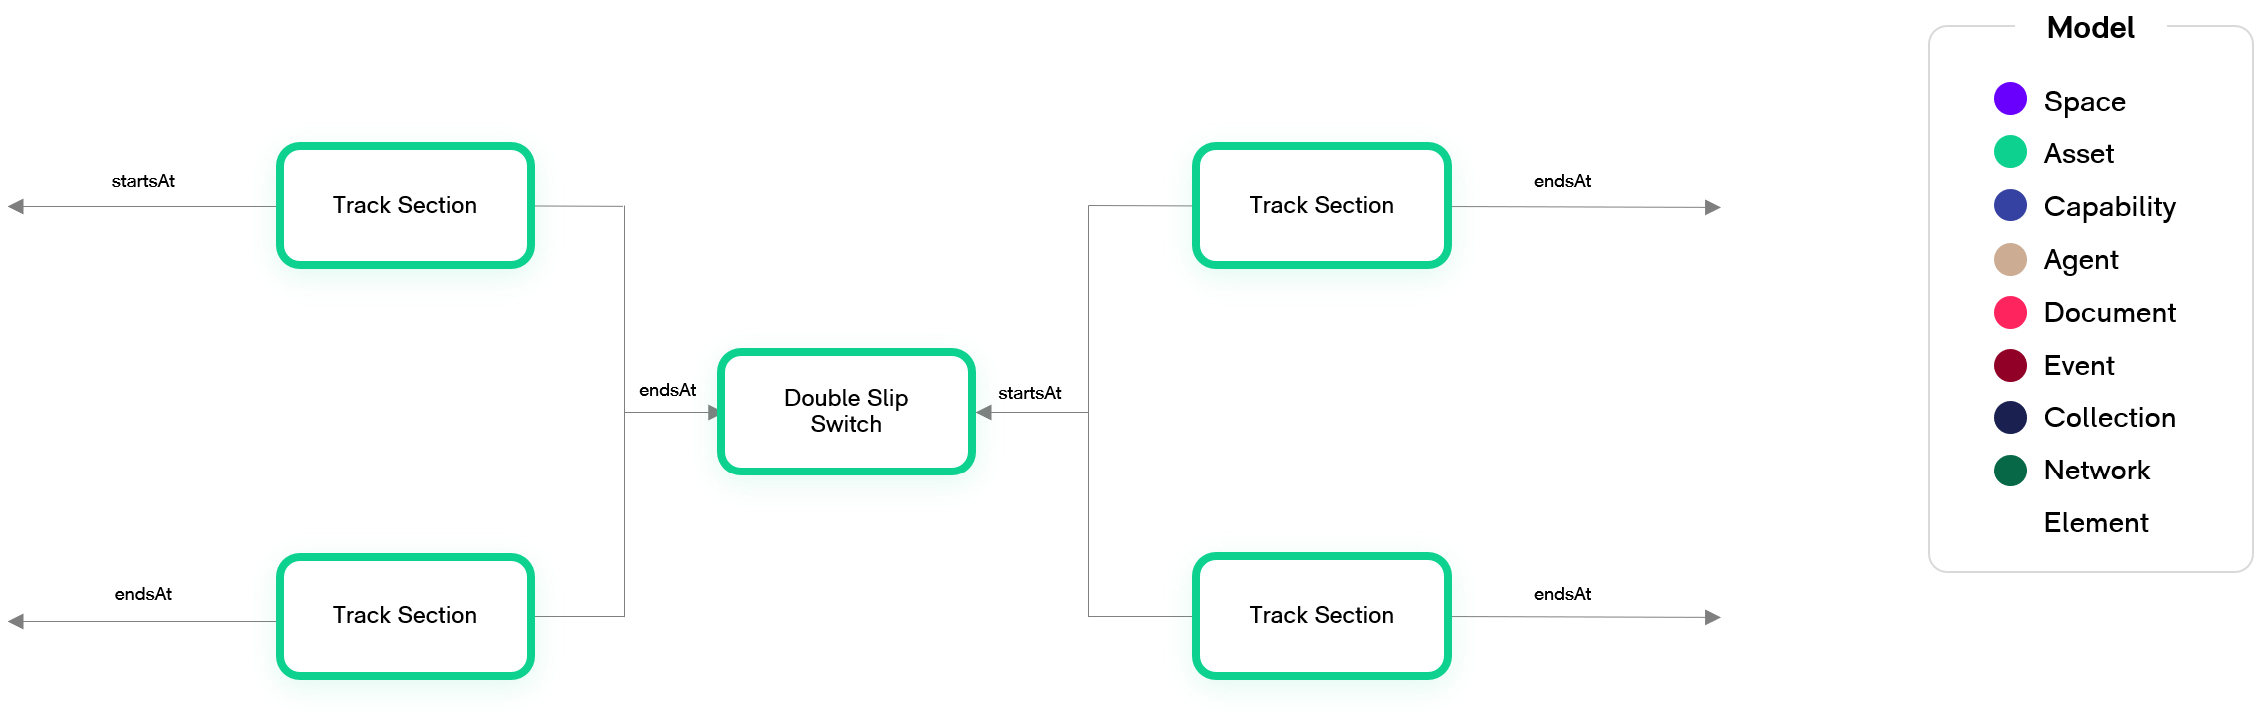 Model
Space
Asset
Capability
Agent
Document
Event
Collection
Network
Element
startsAt
Track Section
Track Section
endsAt
endsAt
Double Slip
Switch
startsAt
endsAt
Track Section
Track Section
endsAt